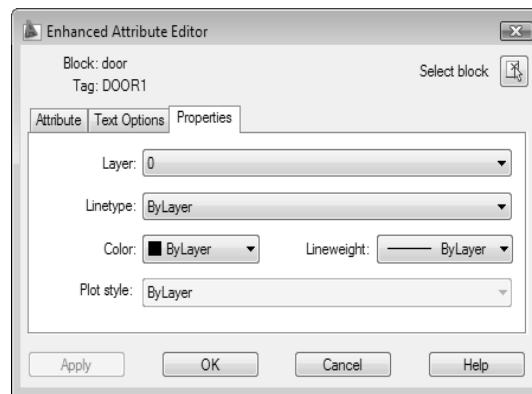 Enhanced Attribute Editor
Block: door
Tag: DOOR1
Select block
Attribute Text Options Properties
Layer: 0
Linetype: ByLayer
Color: ByLayer Lineweight: ByLayer
Plot style: ByLayer
Apply OK Cancel Help